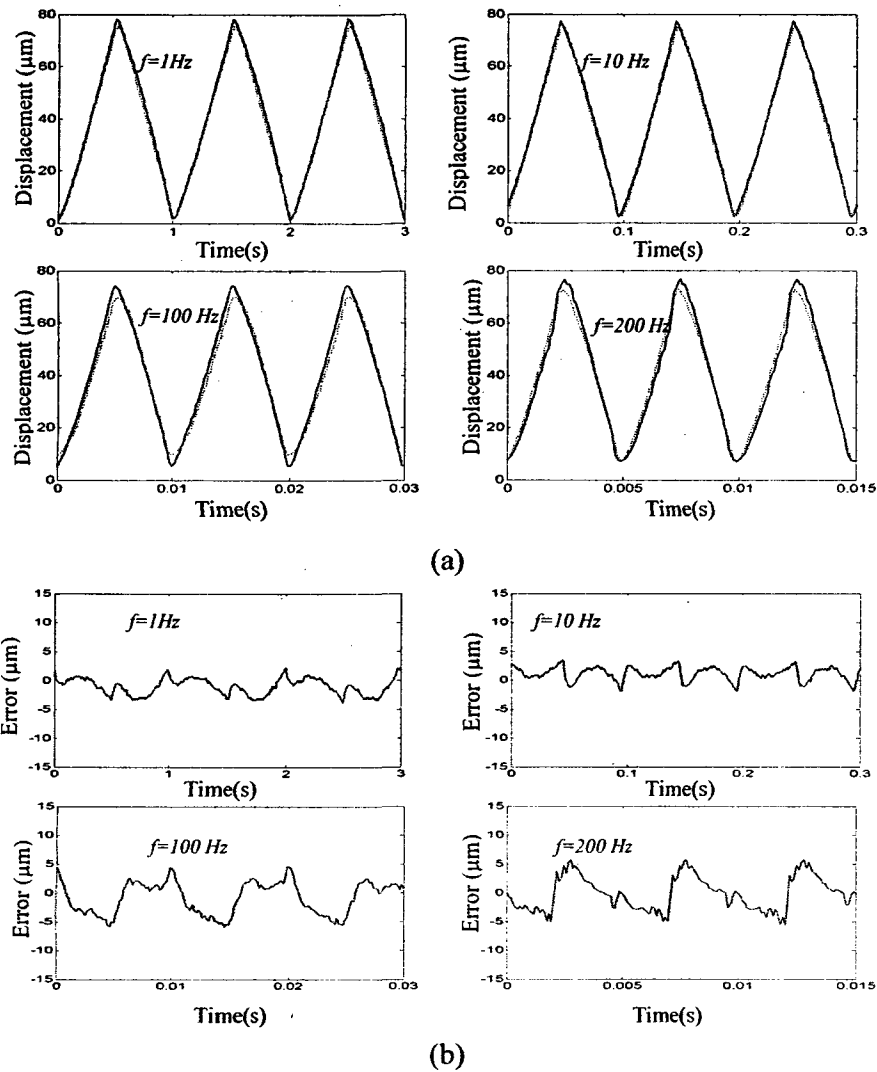 80
60
40
20
0
Displacement (μm)
f=1Hz
0 1 2 3
Time(s)
80
60
40
20
0
Displacement (μm)
f=10 Hz
0 0.1 0.2 0.3
Time(s)
80
60
40
20
0
Displacement (μm)
f=100 Hz
0 0.01 0.02 0.03
Time(s)
80
60
40
20
0
Displacement (μm)
f=200 Hz
0 0.005 0.01 0.015
Time(s)
(a)
15
10
5
0
-5
-10
15
Error (μm)
f=1Hz
0 1 2 3
Time(s)
15
10
5
0
-5
-10
-15
Error (μm)
f=10 Hz
0 0.1 0.2 0.3
Time(s)
15
10
5
0
-5
-10
-15
Error (μm)
f=100 Hz
0 0.01 0.02 0.03
Time(s)
15
10
5
0
-5
-10
-15
Error (μm)
f=200 Hz
0 0.005 0.01 0.015
Time(s)
(b)